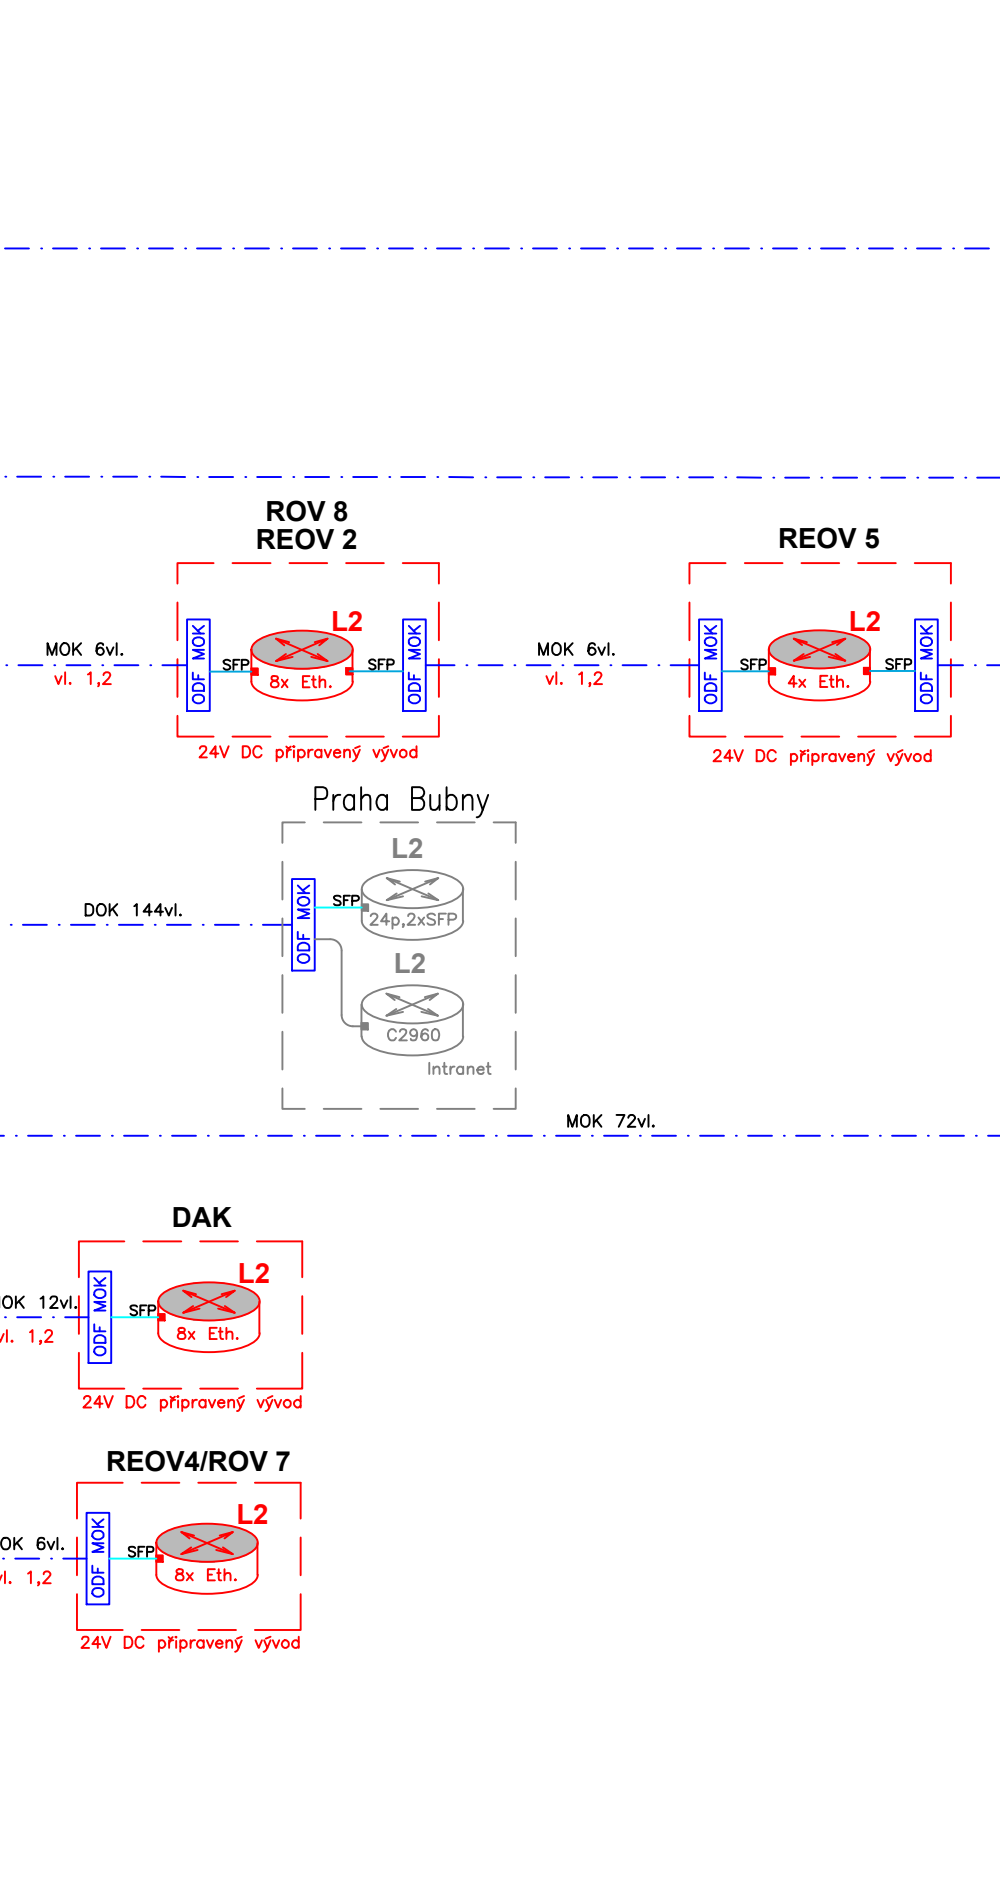 ROV 8
REOV 2
REOV 5
L2
L2
MOK 6vl.
vl. 1,2
ODF MOK
SFP
8x Eth.
SFP
ODF MOK
MOK 6vl.
vl. 1,2
ODF MOK
SFP
4x Eth.
SFP
ODF MOK
24V DC připravený vývod
24V DC připravený vývod
Praha Bubny
L2
DOK 144vl.
ODF MOK
SFP
24p,2xSFP
L2
C2960
Intranet
MOK 72vl.
DAK
L2
MOK 12vl.
vl. 1,2
ODF MOK
SFP
8x Eth.
24V DC připravený vývod
REOV4/ROV 7
L2
OK 6vl.
vl. 1,2
ODF MOK
SFP
8x Eth.
24V DC připravený vývod